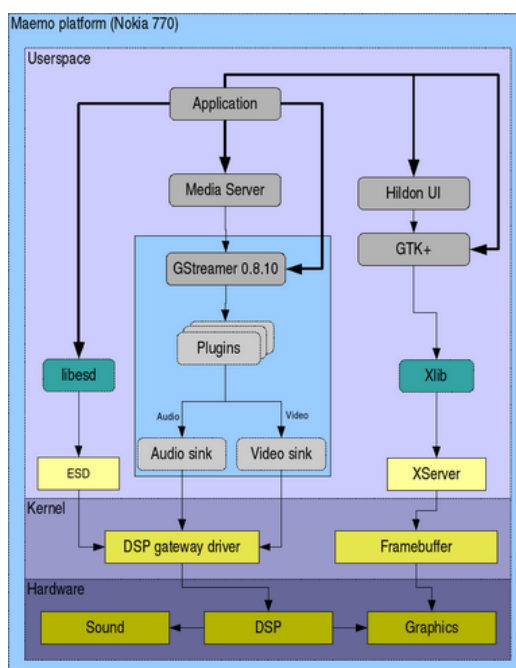 Maemo platform (Nokia 770)
Userspace
Application
Media Server
Hildon UI
GStreamer 0.8.10
GTK+
Plugins
libesd
Xlib
Audio
Video
Audio sink
Video sink
ESD
XServer
Kernel
DSP gateway driver
Framebuffer
Hardware
Sound
DSP
Graphics